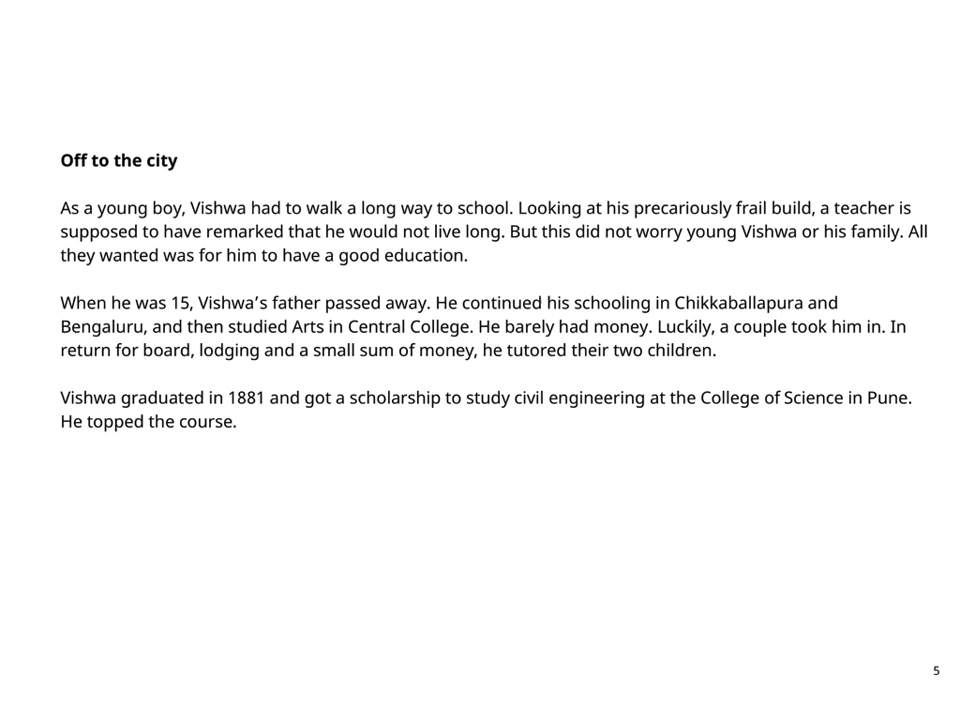 Off to the city
As a young boy, Vishwa had to walk a long way to school. Looking at his precariously frail build, a teacher is
supposed to have remarked that he would not live long. But this did not worry young Vishwa or his family. All
they wanted was for him to have a good education.
When he was 15, Vishwa’s father passed away. He continued his schooling in Chikkaballapura and
Bengaluru, and then studied Arts in Central College. He barely had money. Luckily, a couple took him in. In
return for board, lodging and a small sum of money, he tutored their two children.
Vishwa graduated in 1881 and got a scholarship to study civil engineering at the College of Science in Pune.
He topped the course.
5